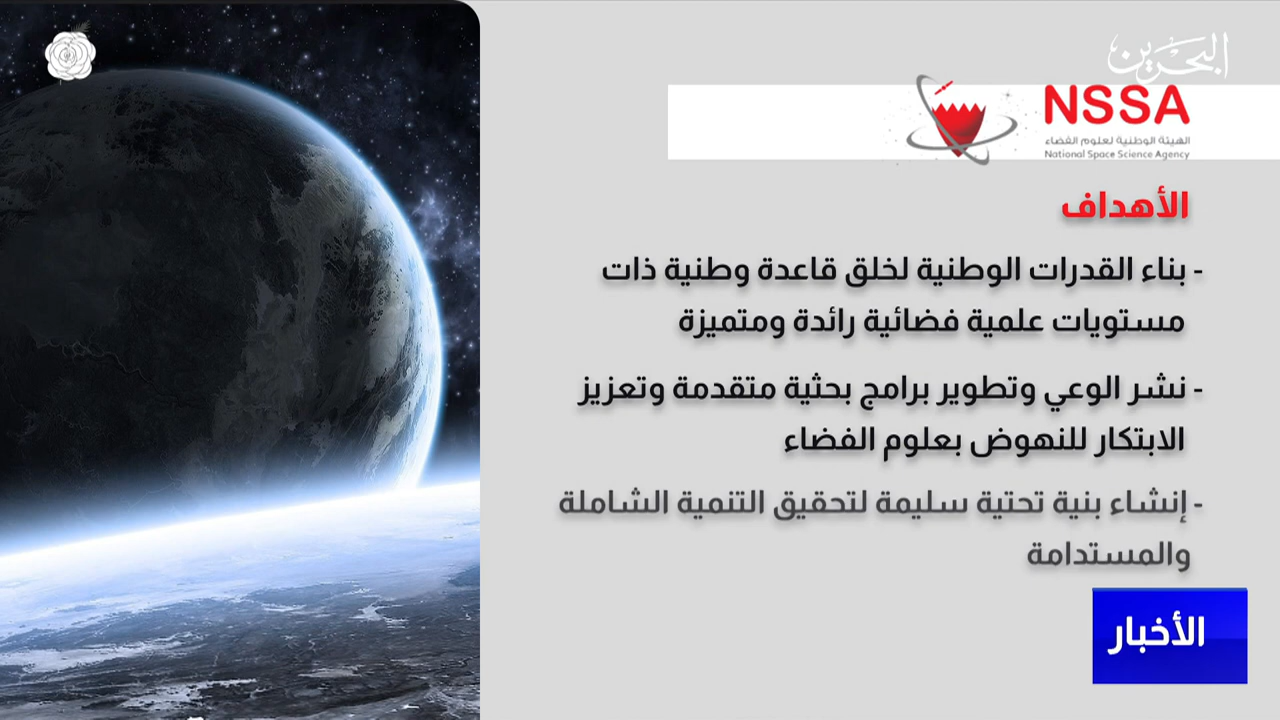 البحرين
NSSA
الهيئة الوطنية لعلوم الفضاء
National Space Science Agency
الأهداف
- بناء القدرات الوطنية لخلق قاعدة وطنية ذات
مستويات علمية فضائية رائدة ومتميزة
- نشر الوعي وتطوير برامج بحثية متقدمة وتعزيز
الابتكار للنهوض بعلوم الفضاء
- إنشاء بنية تحتية سليمة لتحقيق التنمية الشاملة
والمستدامة
الأخبار